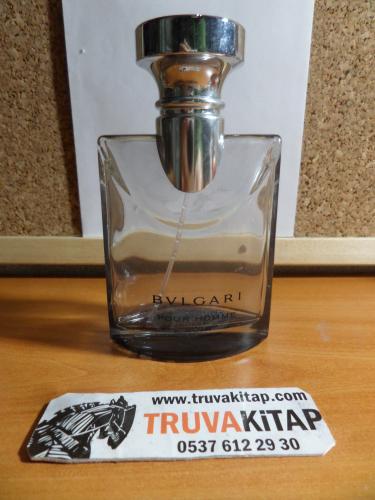 BVLGARI
POUR HOMME
www.truvakitap.com
TRUVAKİTAP
0537 612 29 30